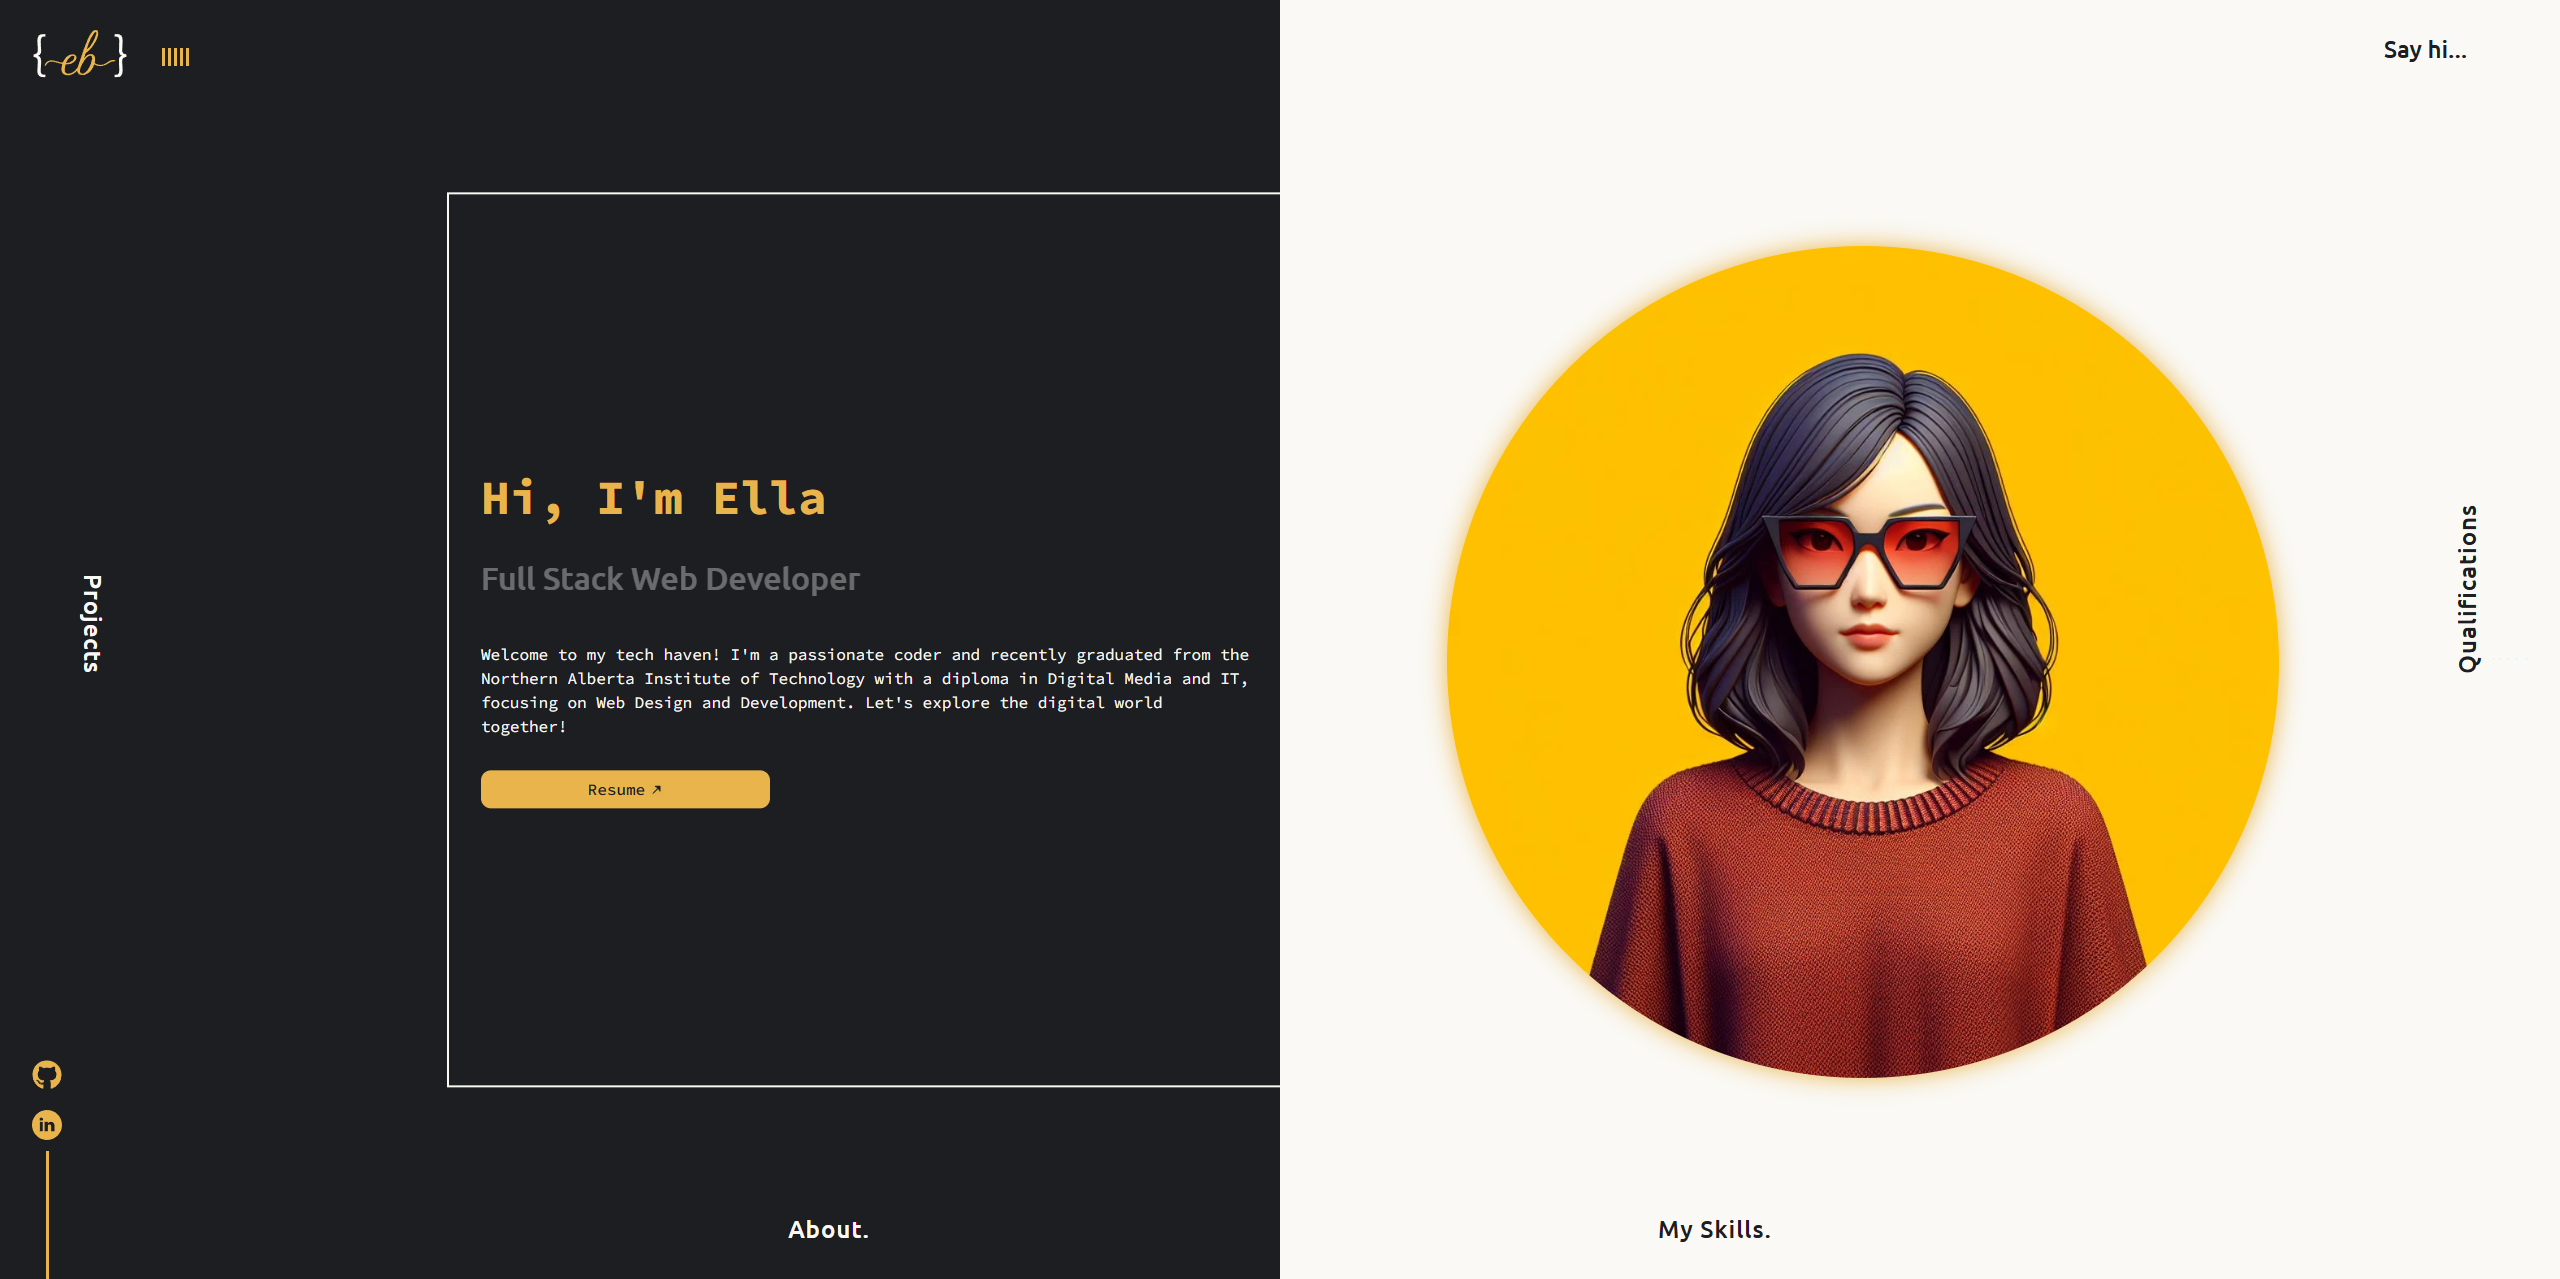 {eb}
Say hi...
Hi, I'm Ella
Full Stack Web Developer
Projects
Qualifications
Welcome to my tech haven! I'm a passionate coder and recently graduated from the
Northern Alberta Institute of Technology with a diploma in Digital Media and IT,
focusing on Web Design and Development. Let's explore the digital world
together!
Resume ↗
in
About.
My Skills.